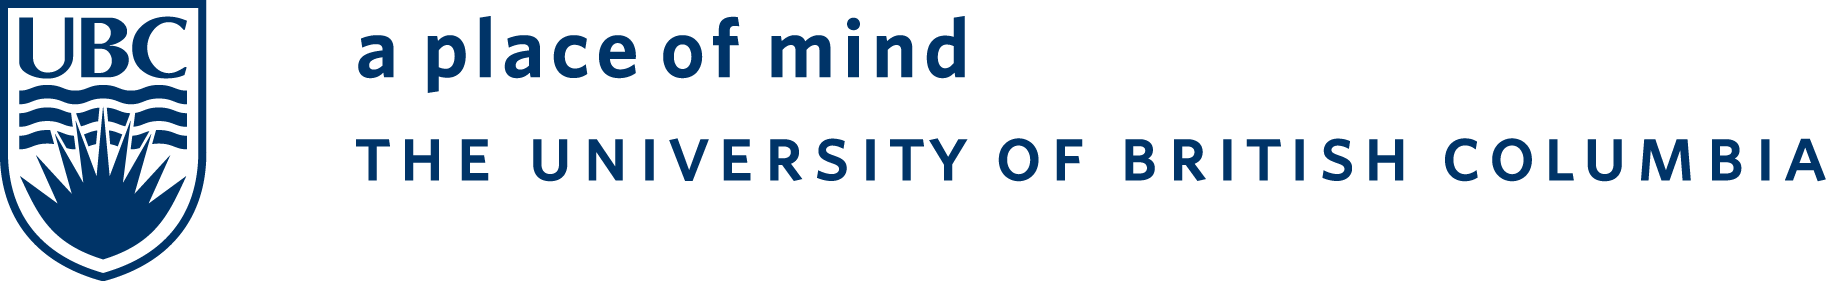 UBC
a place of mind
THE UNIVERSITY OF BRITISH COLUMBIA